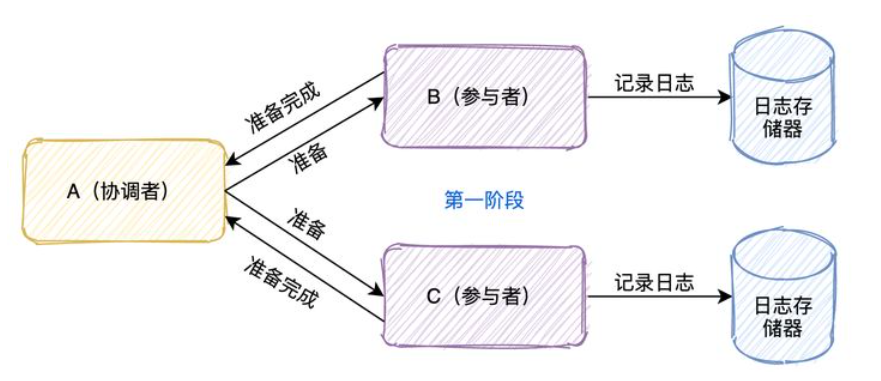 准备完成
准备
B（参与者）
记录日志
日志存
储器
A（协调者）
第一阶段
准备
准备完成
C（参与者）
记录日志
日志存
储器